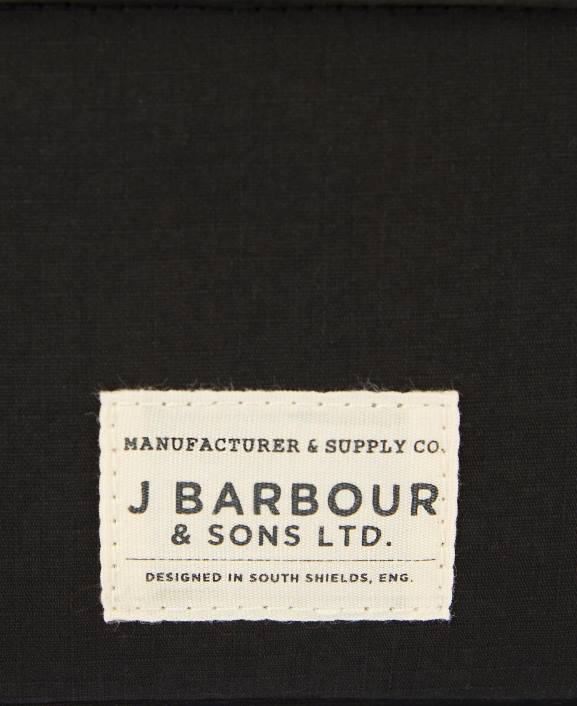 MANUFACTURER & SUPPLY CO.
J BARBOUR
& SONS LTD.
DESIGNED IN SOUTH SHIELDS, ENG.